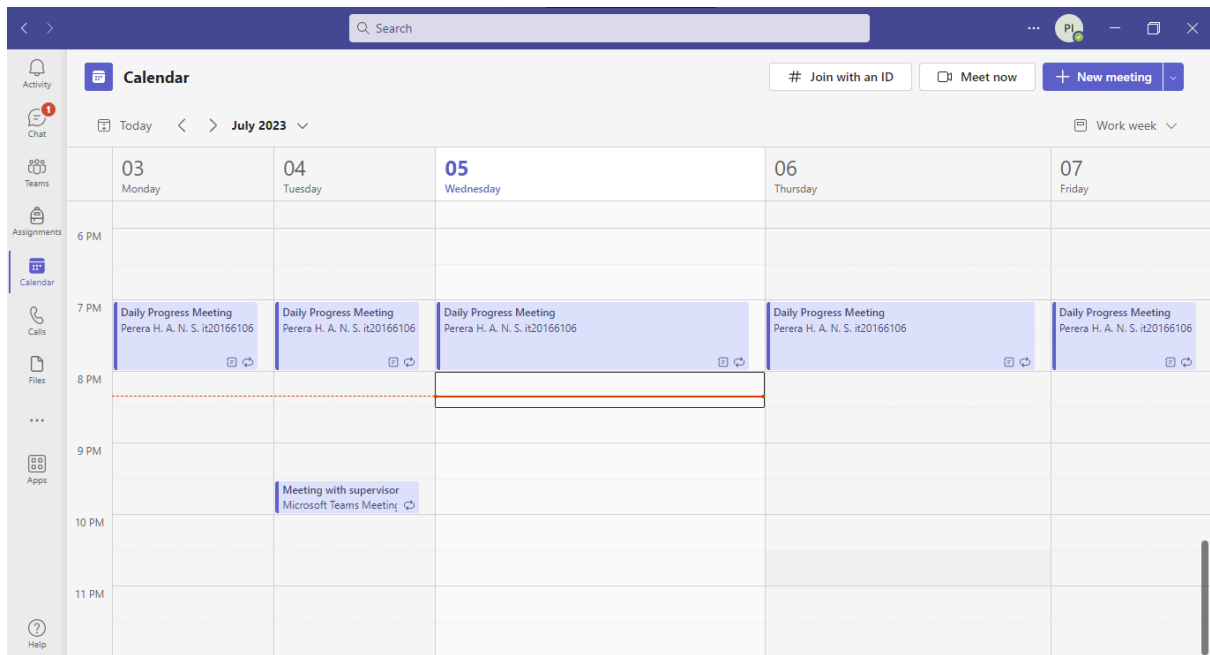 Search
PI
Activity
1
Chat
Teams
Assignments
Calendar
Calls
Files
Apps
Help
Calendar
# Join with an ID
Meet now
+ New meeting
Today
July 2023
Work week
03
Monday
04
Tuesday
05
Wednesday
06
Thursday
07
Friday
6 PM
7 PM
Daily Progress Meeting
Perera H. A. N. S. it20166106
Daily Progress Meeting
Perera H. A. N. S. it20166106
Daily Progress Meeting
Perera H. A. N. S. it20166106
Daily Progress Meeting
Perera H. A. N. S. it20166106
Daily Progress Meeting
Perera H. A. N. S. it20166106
8 PM
9 PM
Meeting with supervisor
Microsoft Teams Meeting
10 PM
11 PM